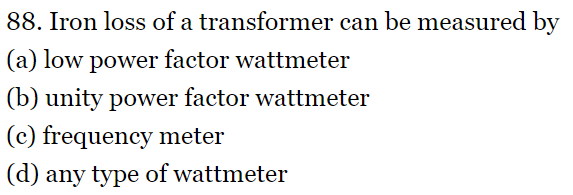 88. Iron loss of a transformer can be measured by
(a) low power factor wattmeter
(b) unity power factor wattmeter
(c) frequency meter
(d) any type of wattmeter